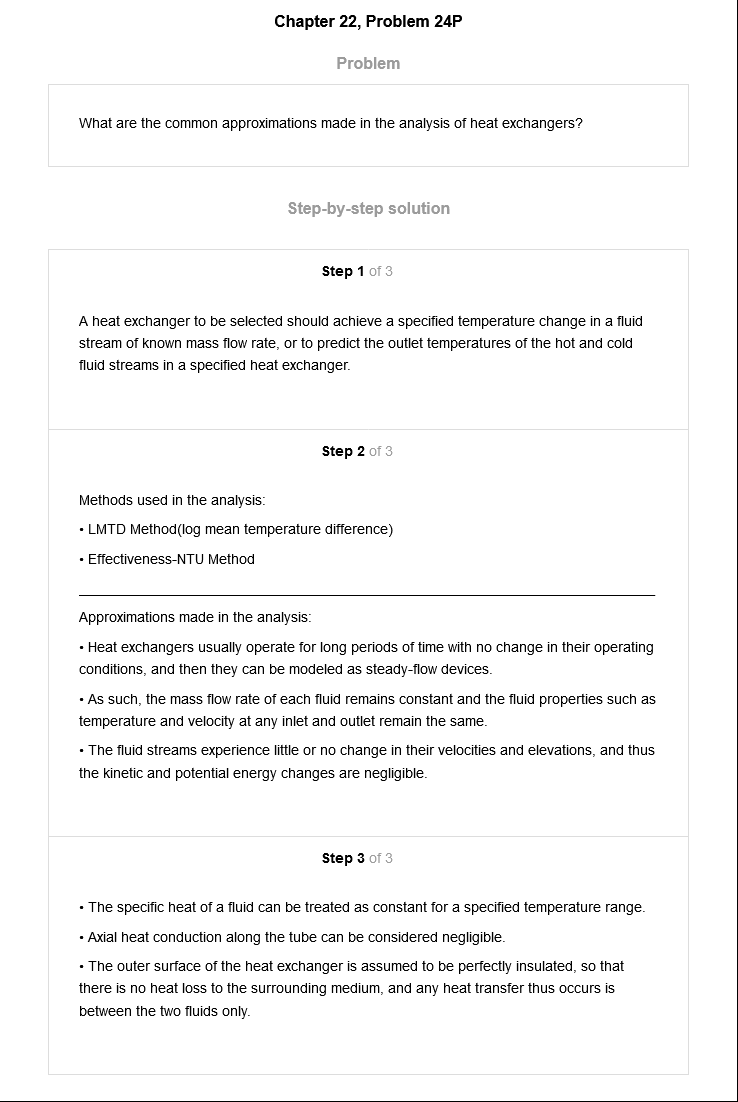 Chapter 22, Problem 24P
Problem
What are the common approximations made in the analysis of heat exchangers?
Step-by-step solution
Step 1 of 3
A heat exchanger to be selected should achieve a specified temperature change in a fluid
stream of known mass flow rate, or to predict the outlet temperatures of the hot and cold
fluid streams in a specified heat exchanger.
Step 2 of 3
Methods used in the analysis:
• LMTD Method(log mean temperature difference)
• Effectiveness-NTU Method
Approximations made in the analysis:
• Heat exchangers usually operate for long periods of time with no change in their operating
conditions, and then they can be modeled as steady-flow devices.
• As such, the mass flow rate of each fluid remains constant and the fluid properties such as
temperature and velocity at any inlet and outlet remain the same.
• The fluid streams experience little or no change in their velocities and elevations, and thus
the kinetic and potential energy changes are negligible.
Step 3 of 3
• The specific heat of a fluid can be treated as constant for a specified temperature range.
• Axial heat conduction along the tube can be considered negligible.
• The outer surface of the heat exchanger is assumed to be perfectly insulated, so that
there is no heat loss to the surrounding medium, and any heat transfer thus occurs is
between the two fluids only.